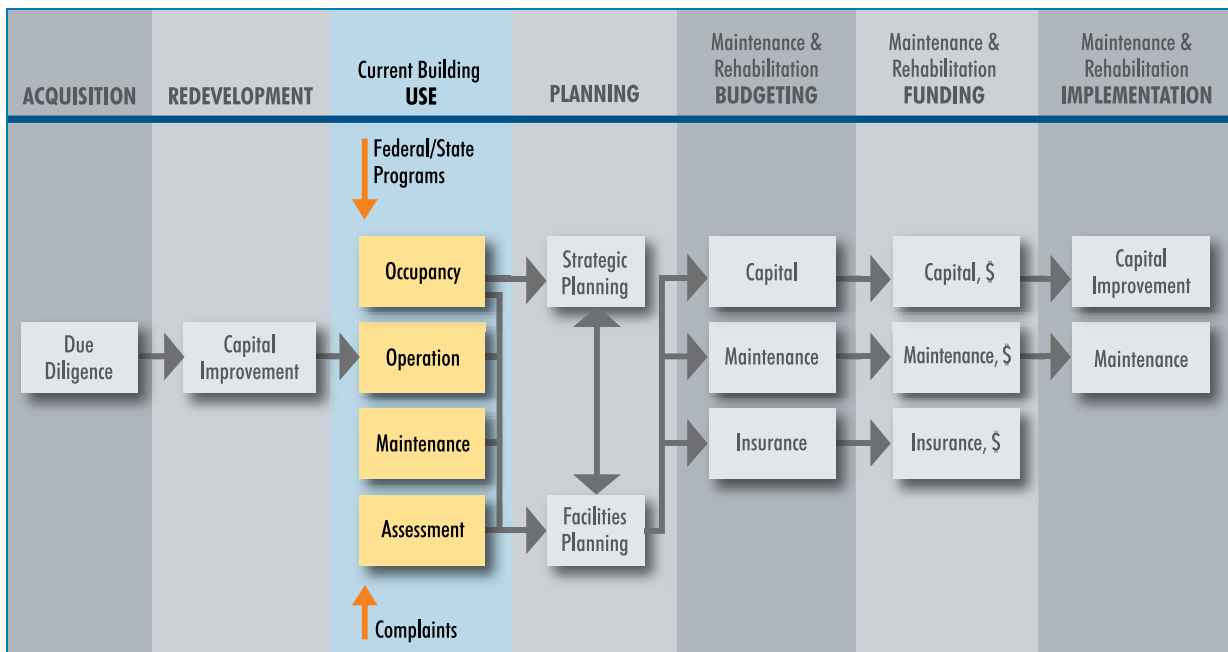 ACQUISITION
REDEVELOPMENT
Current Building
USE
PLANNING
Maintenance &
Rehabilitation
BUDGETING
Maintenance &
Rehabilitation
FUNDING
Maintenance &
Rehabilitation
IMPLEMENTATION
Federal/State
Programs
Due
Diligence
Capital
Improvement
Occupancy
Operation
Maintenance
Assessment
Complaints
Strategic
Planning
Facilities
Planning
Capital
Maintenance
Insurance
Capital, $
Maintenance, $
Insurance, $
Capital
Improvement
Maintenance